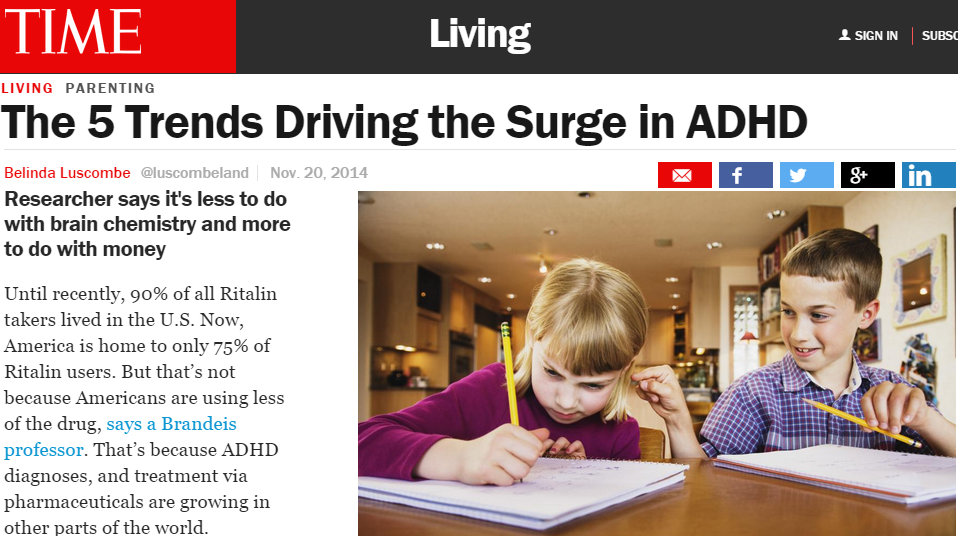 TIME
Living
SIGN IN
SUBSC
LIVING PARENTING
The 5 Trends Driving the Surge in ADHD
Belinda Luscombe @luscombeland Nov. 20, 2014
f
g+
in
Researcher says it's less to do
with brain chemistry and more
to do with money
Until recently, 90% of all Ritalin
takers lived in the U.S. Now,
America is home to only 75% of
Ritalin users. But that's not
because Americans are using less
of the drug, says a Brandeis
professor. That's because ADHD
diagnoses, and treatment via
pharmaceuticals are growing in
other parts of the world.